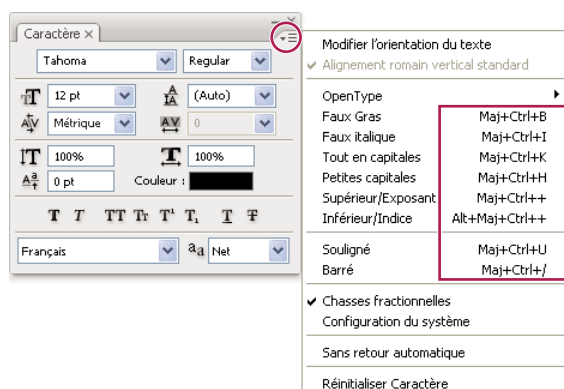 Caractère ×
Tahoma Regular
12 pt (Auto)
Métrique 0
100% 100%
0 pt Couleur :
T T TT Tr T¹ T₁ T T
Français aa Net
Modifier l'orientation du texte
Alignement romain vertical standard
OpenType
Faux Gras Maj+Ctrl+B
Faux italique Maj+Ctrl+I
Tout en capitales Maj+Ctrl+K
Petites capitales Maj+Ctrl+H
Supérieur/Exposant Maj+Ctrl++
Inférieur/Indice Alt+Maj+Ctrl++
Souligné Maj+Ctrl+U
Barré Maj+Ctrl+/
Chasses fractionnelles
Configuration du système
Sans retour automatique
Réinitialiser Caractère